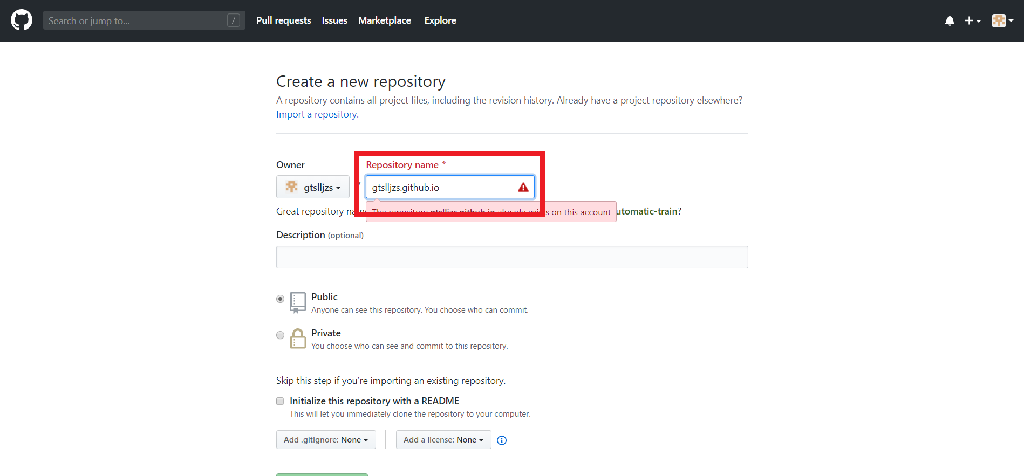 Search or jump to... /
Pull requests Issues Marketplace Explore
Create a new repository
A repository contains all project files, including the revision history. Already have a project repository elsewhere?
Import a repository.
Owner
Repository name *
gtslljzs
gtslljzs.github.io
Great repository
on this account
utomatic-train?
Description (optional)
Public
Anyone can see this repository. You choose who can commit.
Private
You choose who can see and commit to this repository.
Skip this step if you're importing an existing repository.
Initialize this repository with a README
This will let you immediately clone the repository to your computer.
Add .gitignore: None
Add a license: None